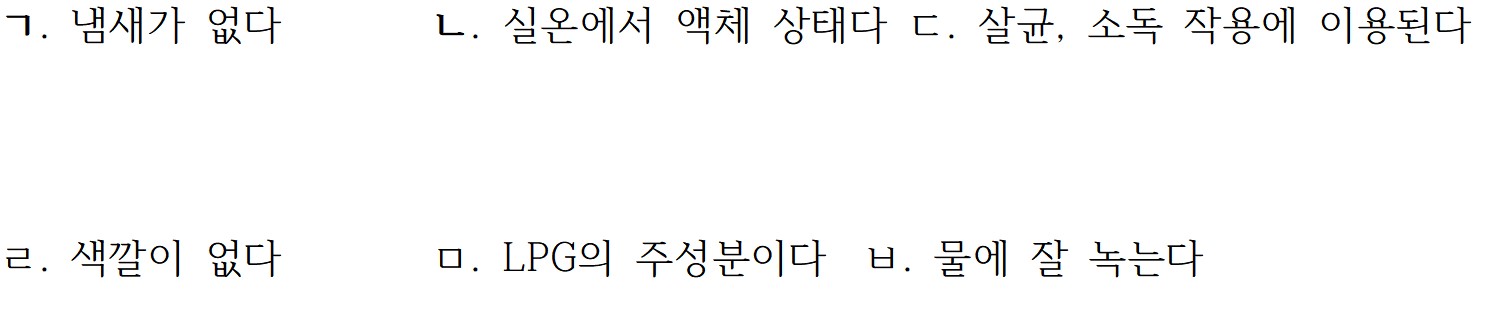 ㄱ. 냄새가 없다 ㄴ. 실온에서 액체 상태다 ㄷ. 살균, 소독 작용에 이용된다
ㄹ. 색깔이 없다 ㅁ. LPG의 주성분이다 ㅂ. 물에 잘 녹는다